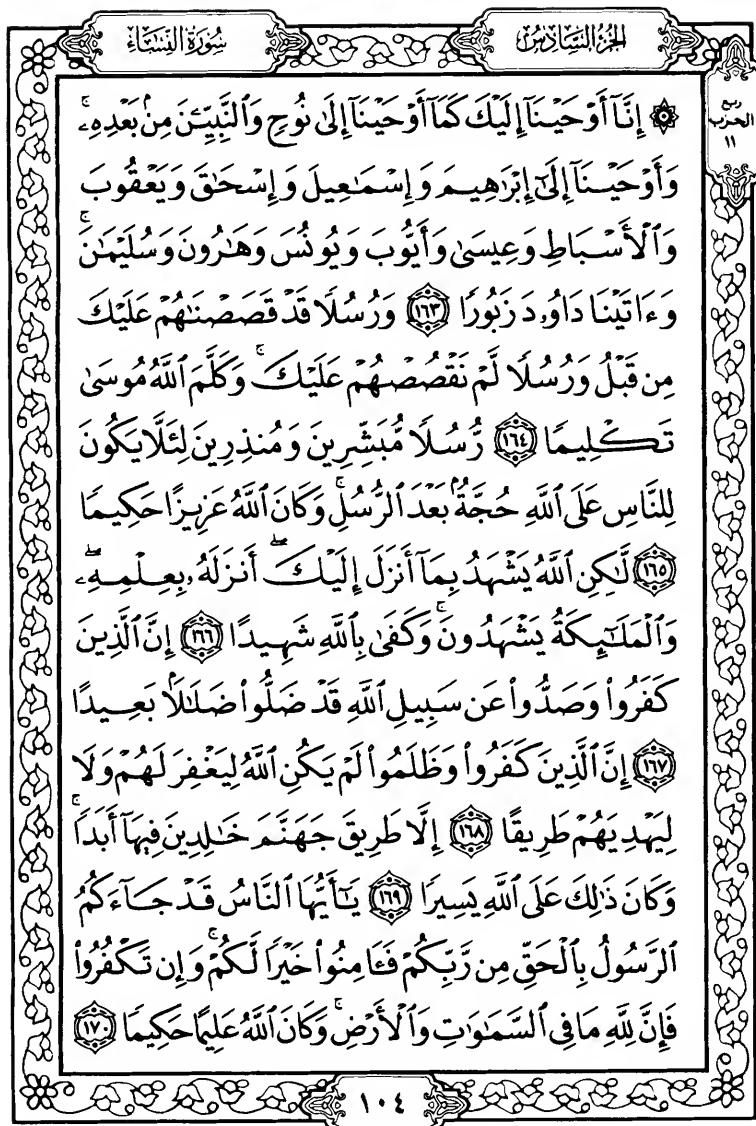 سُورَةُ النِّسَاءِ
الجُزْءُ السَّادِسُ
ربع
الحزب
١١
۞ إِنَّآ أَوْحَيْنَآ إِلَيْكَ كَمَآ أَوْحَيْنَآ إِلَىٰ نُوحٍ وَٱلنَّبِيِّـۧنَ مِنۢ بَعْدِهِۦۚ
وَأَوْحَيْنَآ إِلَىٰٓ إِبْرَٰهِيمَ وَإِسْمَـٰعِيلَ وَإِسْحَـٰقَ وَيَعْقُوبَ
وَٱلْأَسْبَاطِ وَعِيسَىٰ وَأَيُّوبَ وَيُونُسَ وَهَـٰرُونَ وَسُلَيْمَـٰنَۚ
وَءَاتَيْنَا دَاوُۥدَ زَبُورًا ١٦٣ وَرُسُلًا قَدْ قَصَصْنَـٰهُمْ عَلَيْكَ
مِن قَبْلُ وَرُسُلًا لَّمْ نَقْصُصْهُمْ عَلَيْكَۚ وَكَلَّمَ ٱللَّهُ مُوسَىٰ
تَكْلِيمًا ١٦٤ رُّسُلًا مُّبَشِّرِينَ وَمُنذِرِينَ لِئَلَّا يَكُونَ
لِلنَّاسِ عَلَى ٱللَّهِ حُجَّةٌۢ بَعْدَ ٱلرُّسُلِۚ وَكَانَ ٱللَّهُ عَزِيزًا حَكِيمًا
١٦٥ لَّـٰكِنِ ٱللَّهُ يَشْهَدُ بِمَآ أَنزَلَ إِلَيْكَۖ أَنزَلَهُۥ بِعِلْمِهِۦۖ
وَٱلْمَلَـٰٓئِكَةُ يَشْهَدُونَۚ وَكَفَىٰ بِٱللَّهِ شَهِيدًا ١٦٦ إِنَّ ٱلَّذِينَ
كَفَرُوا۟ وَصَدُّوا۟ عَن سَبِيلِ ٱللَّهِ قَدْ ضَلُّوا۟ ضَلَـٰلًۢا بَعِيدًا
١٦٧ إِنَّ ٱلَّذِينَ كَفَرُوا۟ وَظَلَمُوا۟ لَمْ يَكُنِ ٱللَّهُ لِيَغْفِرَ لَهُمْ وَلَا
لِيَهْدِيَهُمْ طَرِيقًا ١٦٨ إِلَّا طَرِيقَ جَهَنَّمَ خَـٰلِدِينَ فِيهَآ أَبَدًاۚ
وَكَانَ ذَٰلِكَ عَلَى ٱللَّهِ يَسِيرًا ١٦٩ يَـٰٓأَيُّهَا ٱلنَّاسُ قَدْ جَآءَكُمُ
ٱلرَّسُولُ بِٱلْحَقِّ مِن رَّبِّكُمْ فَـَٔامِنُوا۟ خَيْرًا لَّكُمْۚ وَإِن تَكْفُرُوا۟
فَإِنَّ لِلَّهِ مَا فِى ٱلسَّمَـٰوَٰتِ وَٱلْأَرْضِۚ وَكَانَ ٱللَّهُ عَلِيمًا حَكِيمًا ١٧٠
١٠٤